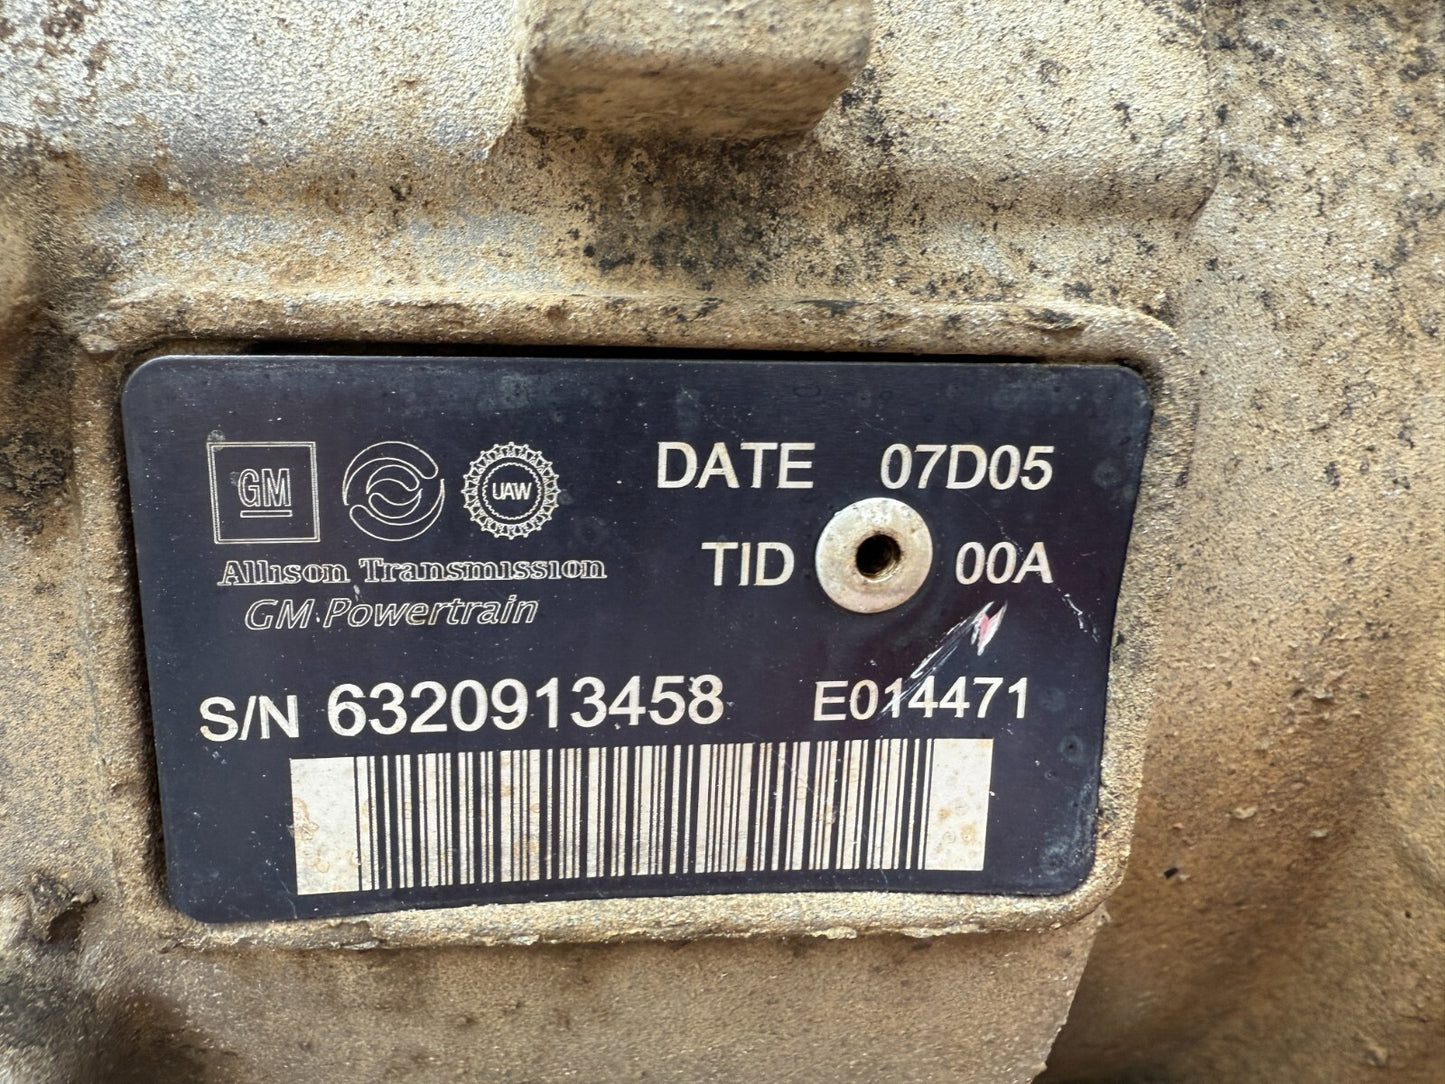 GM
UAW
DATE 07D05
TID 00A
Allison Transmission
GM Powertrain
S/N 6320913458 E014471